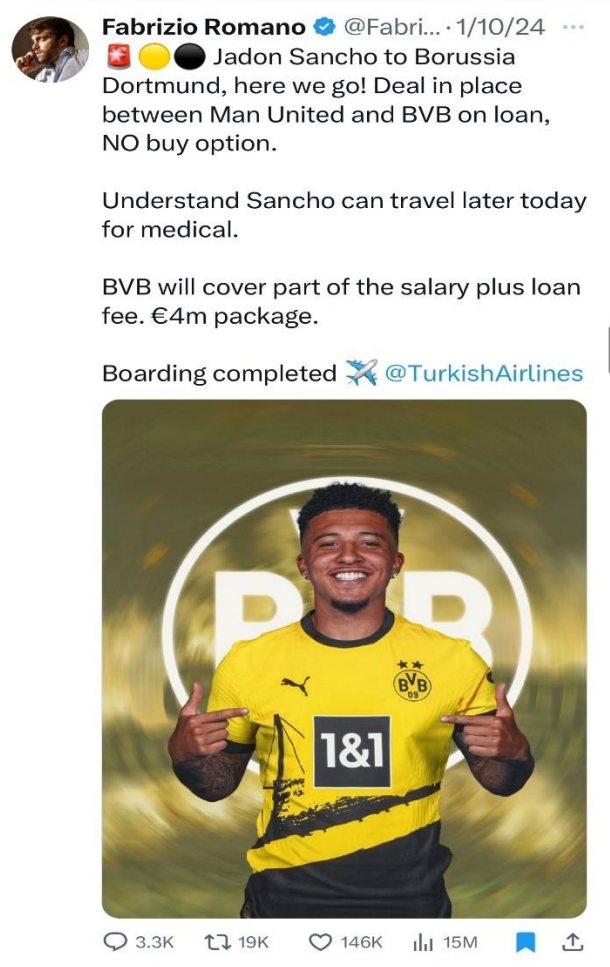 Fabrizio Romano @Fabri... · 1/10/24
🚨🟡⚫ Jadon Sancho to Borussia
Dortmund, here we go! Deal in place
between Man United and BVB on loan,
NO buy option.
Understand Sancho can travel later today
for medical.
BVB will cover part of the salary plus loan
fee. €4m package.
Boarding completed ✈️ @TurkishAirlines
B B
BVB
09
1&1
3.3K 19K 146K 15M